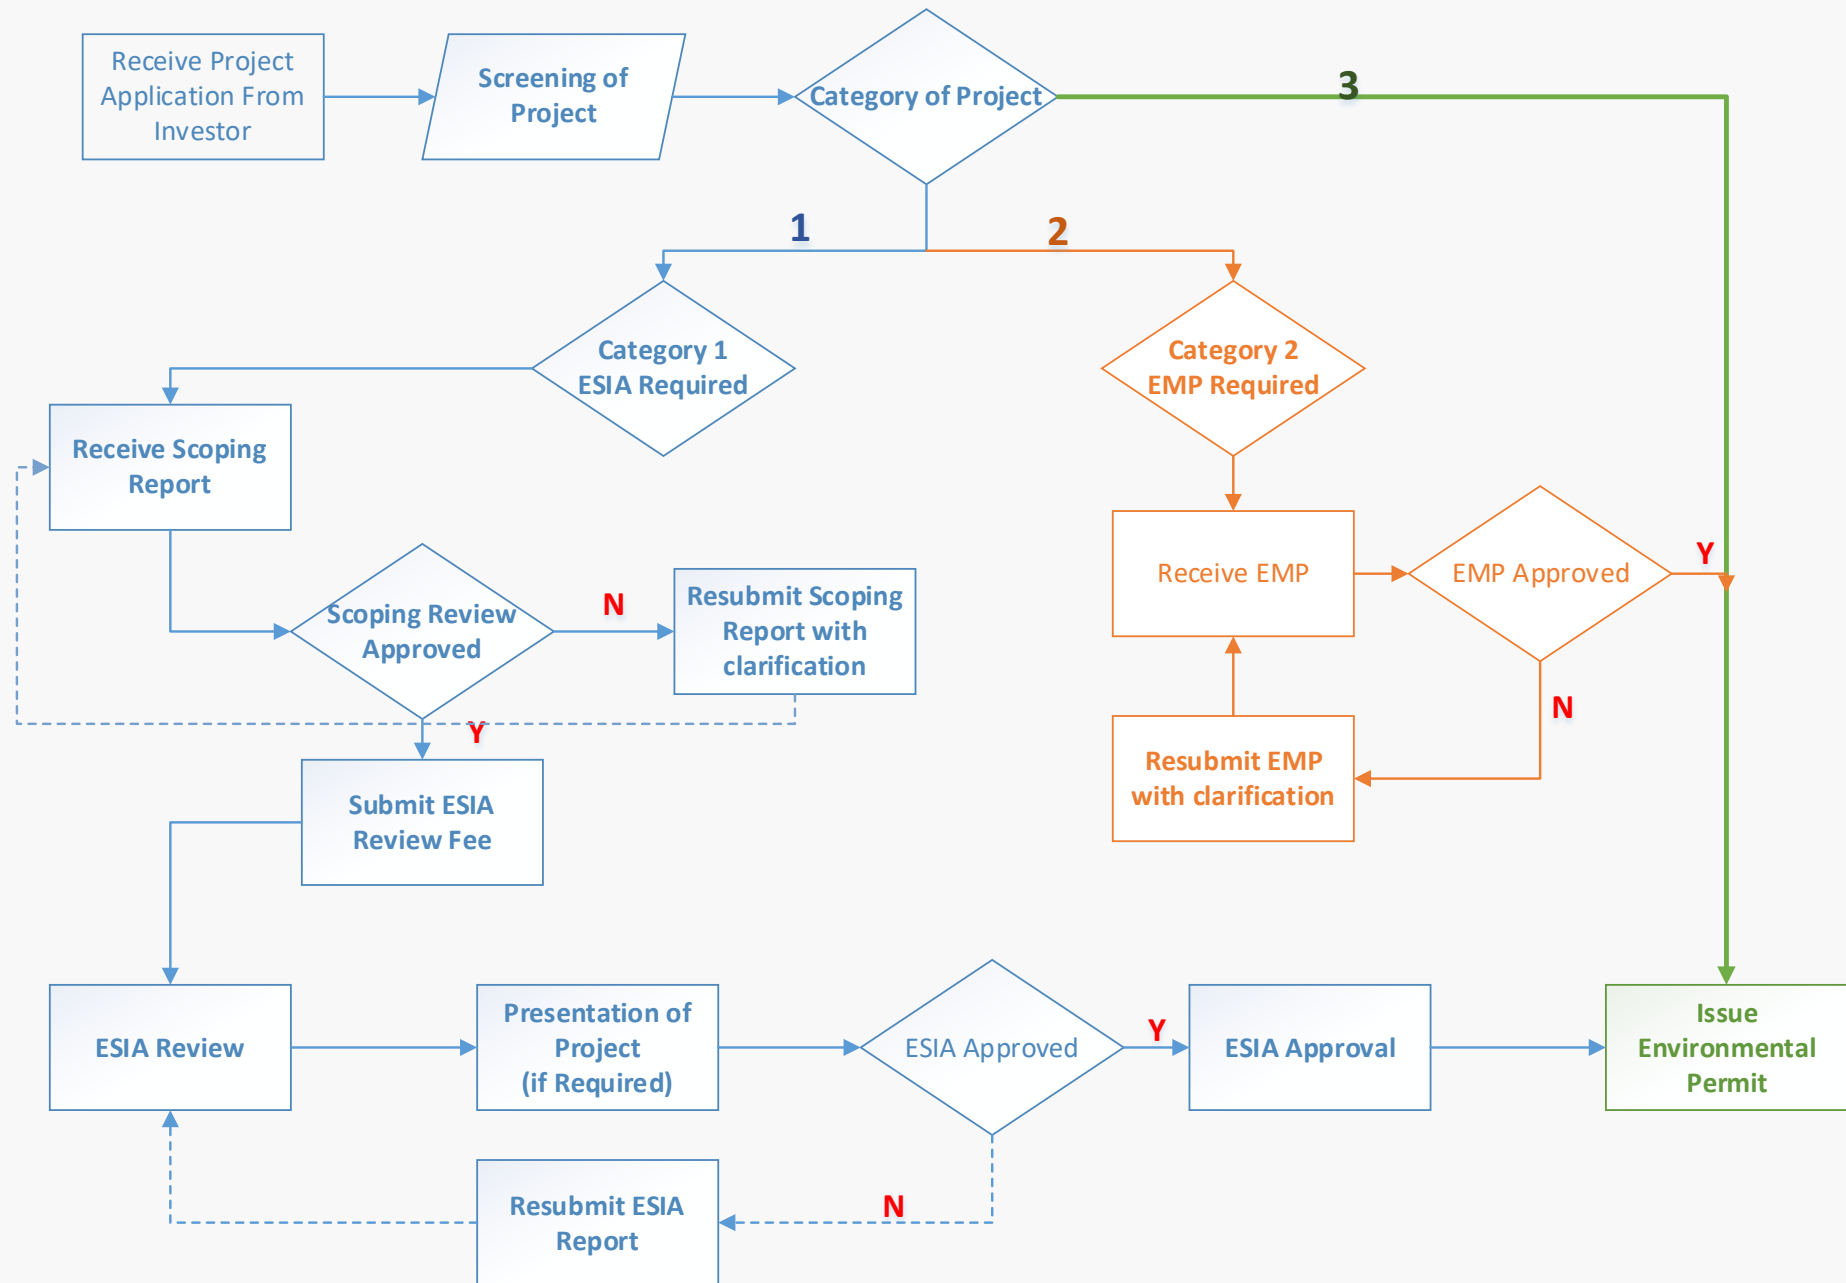 Receive Project
Application From
Investor
Screening of
Project
Category of Project
3
1
2
Category 1
ESIA Required
Category 2
EMP Required
Receive Scoping
Report
Scoping Review
Approved
N
Resubmit Scoping
Report with
clarification
Y
Submit ESIA
Review Fee
Receive EMP
EMP Approved
Y
N
Resubmit EMP
with clarification
ESIA Review
Presentation of
Project
(if Required)
ESIA Approved
Y
ESIA Approval
Issue
Environmental
Permit
N
Resubmit ESIA
Report